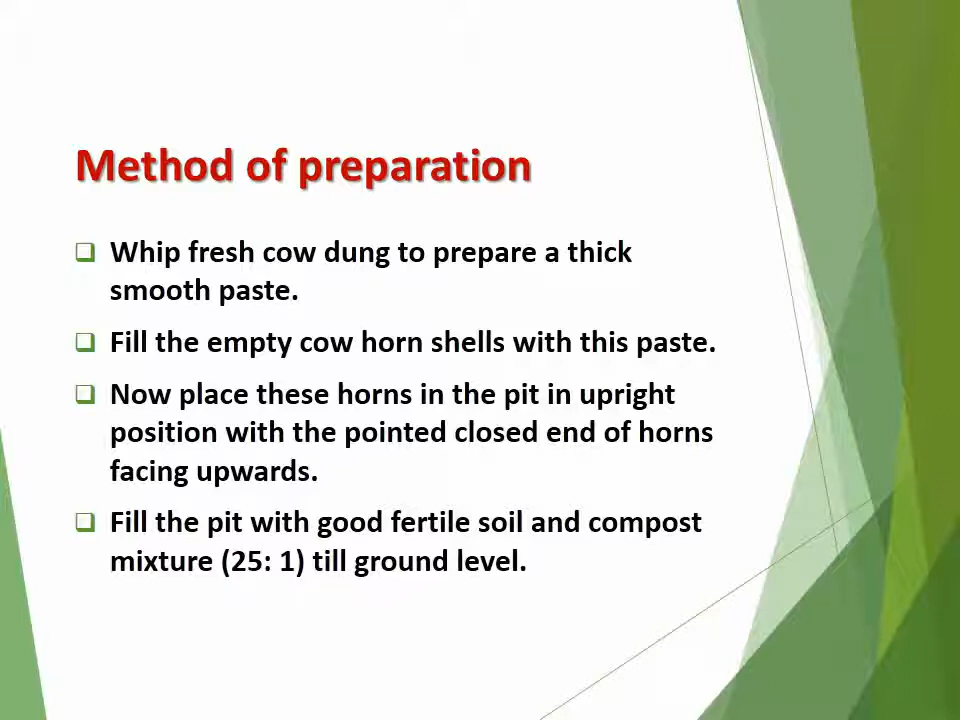 Method of preparation
Whip fresh cow dung to prepare a thick
smooth paste.
Fill the empty cow horn shells with this paste.
Now place these horns in the pit in upright
position with the pointed closed end of horns
facing upwards.
Fill the pit with good fertile soil and compost
mixture (25: 1) till ground level.